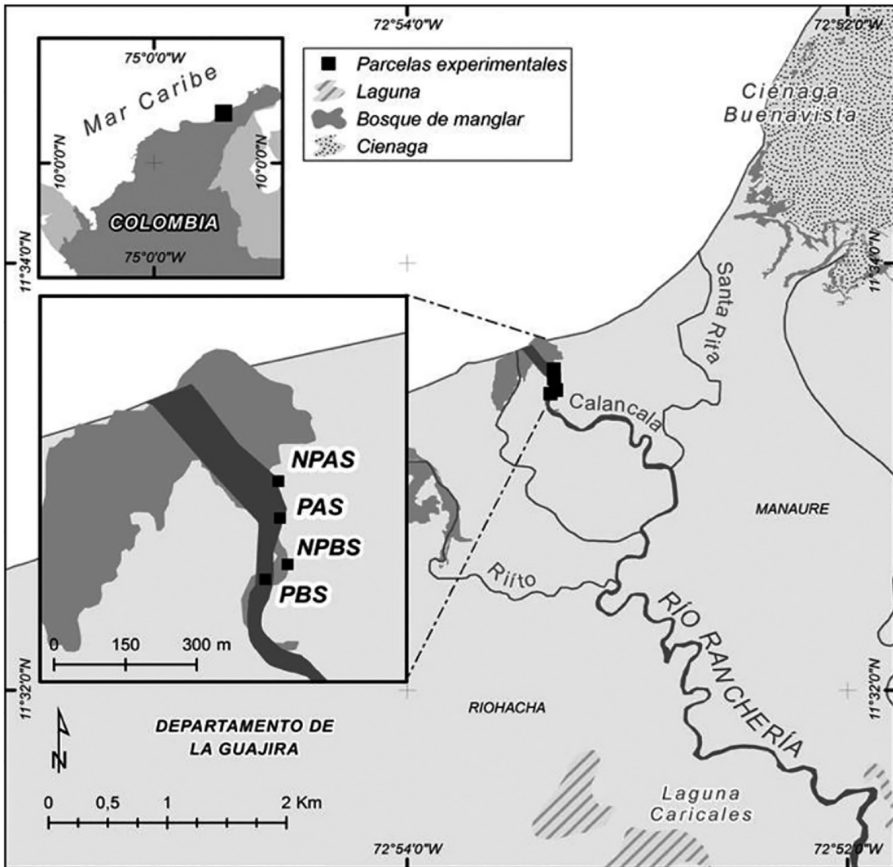 72°54'0"W
72°52'0"W
75°0'0"W
Mar Caribe
10°0'0"N
10°0'0"N
COLOMBIA
75°0'0"W
Parcelas experimentales
Laguna
Bosque de manglar
Cienaga
Ciénaga
Buenavista
11°34'0"N
11°34'0"N
Santa Rita
Calancala
MANAURE
NPAS
PAS
NPBS
PBS
0 150 300 m
Riíto
RÍO RANCHERÍA
11°32'0"N
11°32'0"N
RIOHACHA
DEPARTAMENTO DE
LA GUAJIRA
N
0 0,5 1 2 Km
Laguna
Caricales
72°54'0"W
72°52'0"W